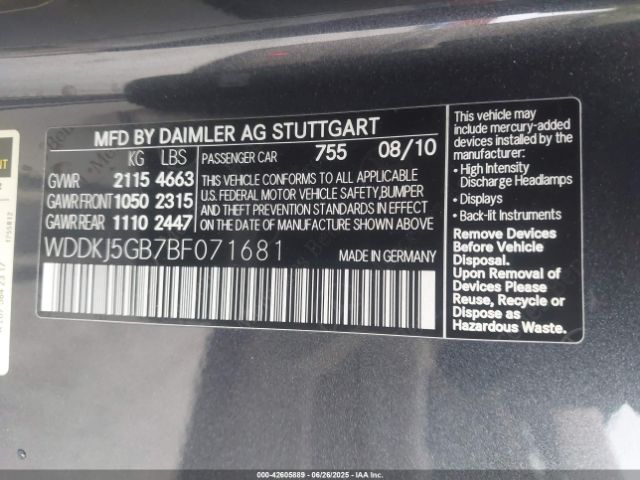 MFD BY DAIMLER AG STUTTGART
KG LBS
GVWR 2115 4663
GAWR FRONT 1050 2315
GAWR REAR 1110 2447
PASSENGER CAR 755 08/10
THIS VEHICLE CONFORMS TO ALL APPLICABLE
U.S. FEDERAL MOTOR VEHICLE SAFETY, BUMPER
AND THEFT PREVENTION STANDARDS IN EFFECT
ON THE DATE OF MANUFACTURE SHOWN ABOVE.
WDDKJ5GB7BF071681 MADE IN GERMANY
This vehicle may
include mercury-added
devices installed by
the manufacturer:
• High Intensity
Discharge Headlamps
• Displays
• Back-lit Instruments
Remove Devices
Before Vehicle
Disposal.
Upon Removal of
Devices Please
Reuse, Recycle or
Dispose as
Hazardous Waste.
000-42605889 06/26/2025 IAA Inc.